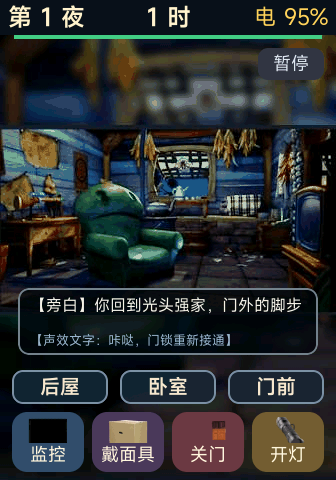 第 1 夜 1 时 电 95%
暂停
【旁白】你回到光头强家，门外的脚步
【声效文字：咔哒，门锁重新接通】
后屋 卧室 门前
监控 戴面具 关门 开灯